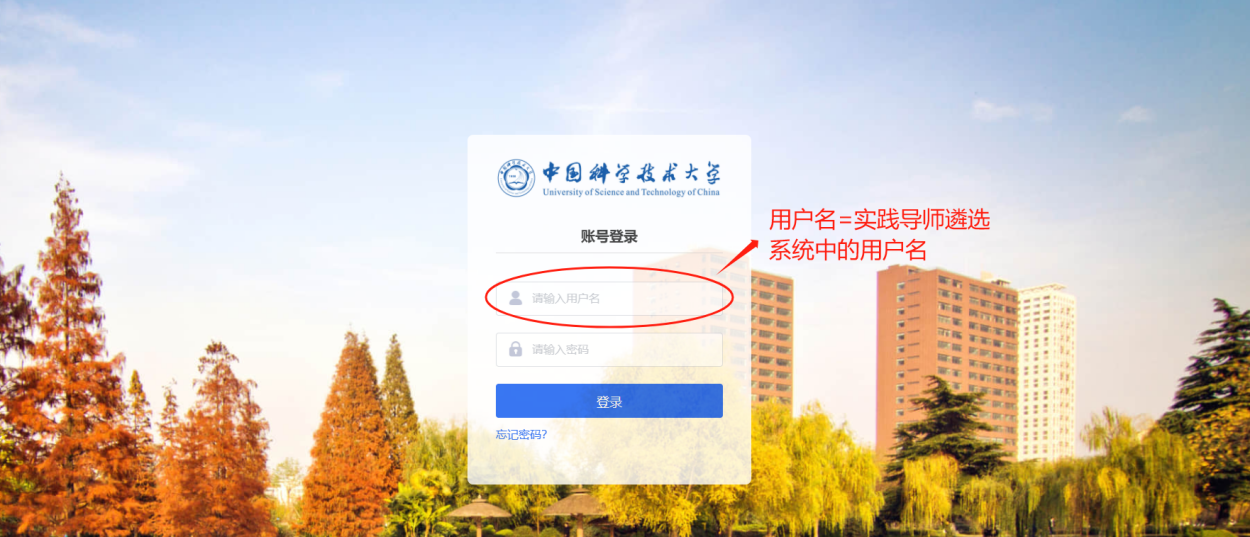 中国科学技术大学
University of Science and Technology of China
账号登录
用户名=实践导师遴选
系统中的用户名
请输入用户名
请输入密码
登录
忘记密码?